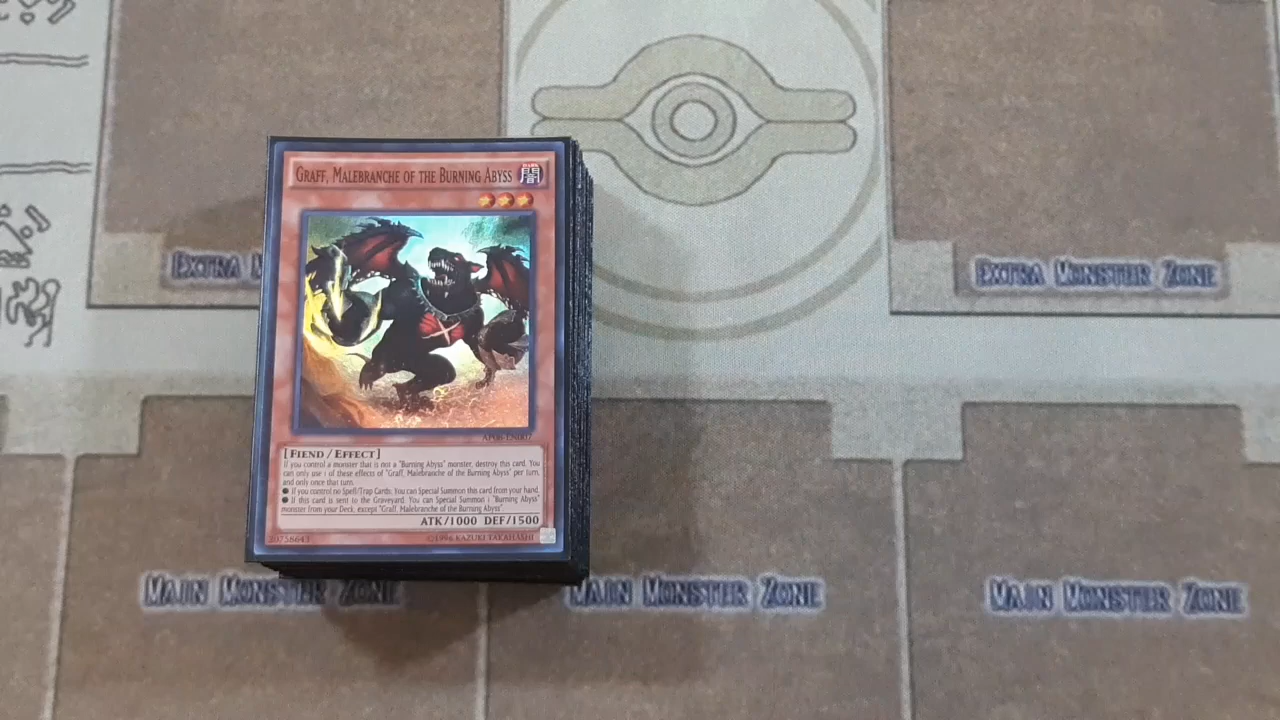 GRAFF, MALEBRANCHE OF THE BURNING ABYSS
DARK
闇
EXTRA M
EXTRA MONSTER ZONE
AP06-EN007
[FIEND / EFFECT]
If you control a monster that is not a "Burning Abyss" monster, destroy this card. You
can only use 1 of these effects of "Graff, Malebranche of the Burning Abyss" per turn,
and only once that turn.
● If you control no Spell/Trap Cards: You can Special Summon this card from your hand.
● If this card is sent to the Graveyard: You can Special Summon 1 "Burning Abyss"
monster from your Deck, except "Graff, Malebranche of the Burning Abyss".
ATK/1000 DEF/1500
20758643
©1996 KAZUKI TAKAHASHI
MAIN MONSTER ZONE
MAIN MONSTER ZONE
MAIN MONSTER ZONE